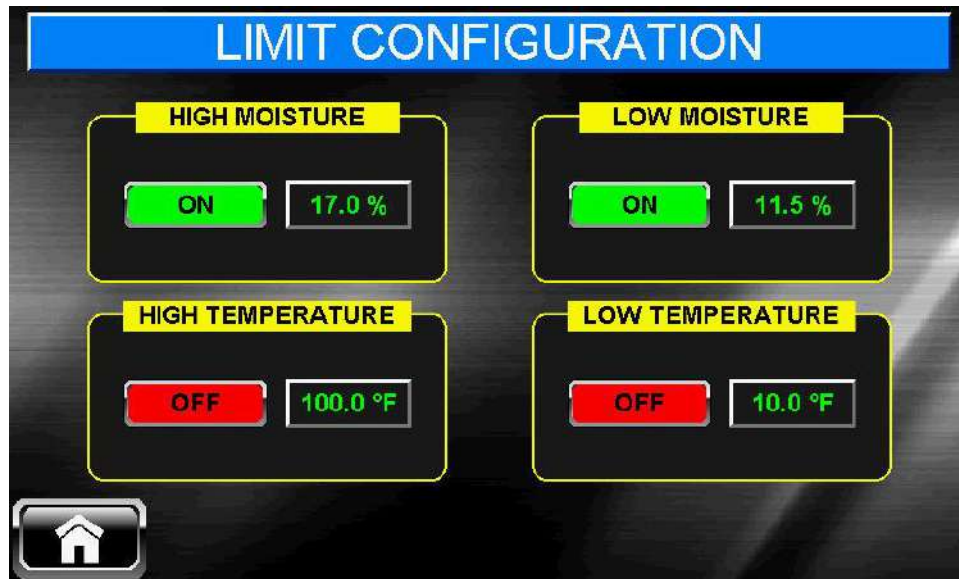 LIMIT CONFIGURATION
HIGH MOISTURE
ON
17.0 %
LOW MOISTURE
ON
11.5 %
HIGH TEMPERATURE
OFF
100.0 °F
LOW TEMPERATURE
OFF
10.0 °F